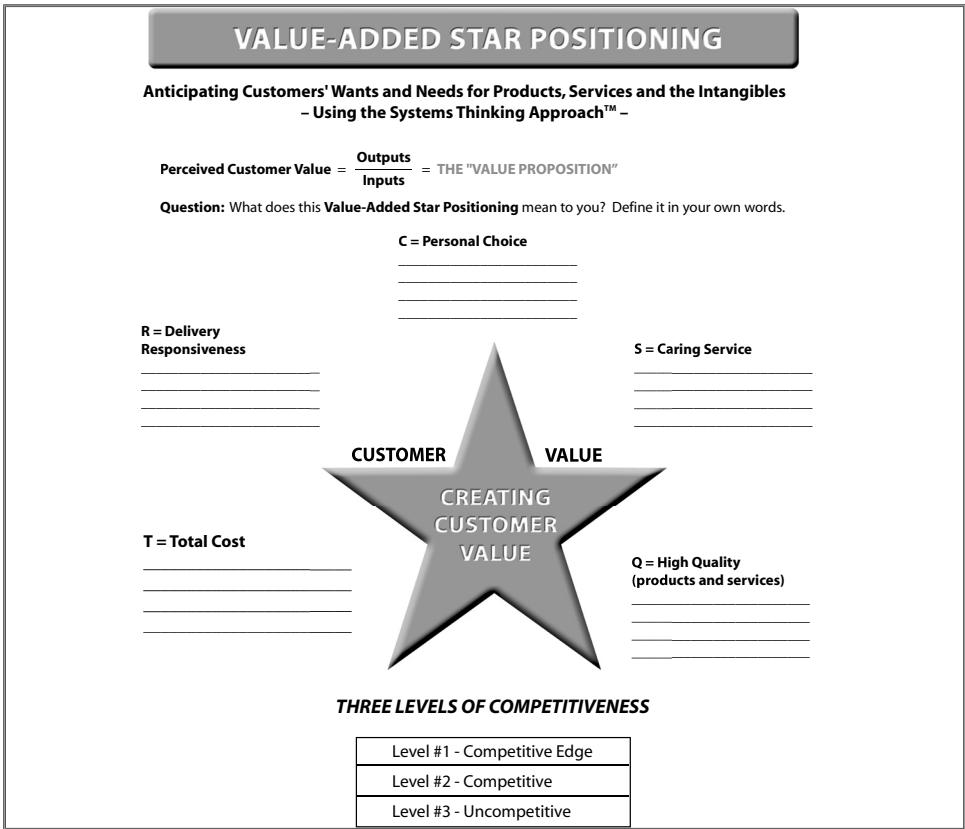 VALUE-ADDED STAR POSITIONING
Anticipating Customers' Wants and Needs for Products, Services and the Intangibles
– Using the Systems Thinking Approach™ –
Perceived Customer Value = Outputs / Inputs = THE "VALUE PROPOSITION”
Question: What does this Value-Added Star Positioning mean to you? Define it in your own words.
C = Personal Choice
R = Delivery
Responsiveness
S = Caring Service
CUSTOMER VALUE
CREATING
CUSTOMER
VALUE
T = Total Cost
Q = High Quality
(products and services)
THREE LEVELS OF COMPETITIVENESS
Level #1 - Competitive Edge
Level #2 - Competitive
Level #3 - Uncompetitive